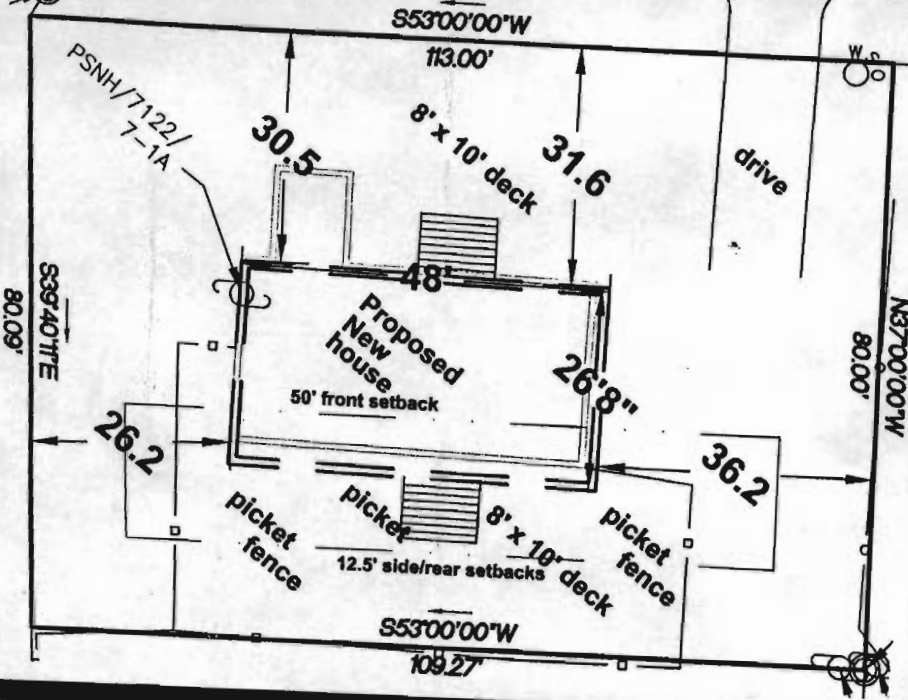 S53°00'00"W
113.00'
PSNH/7122/
7-1A
30.5
8' x 10' deck
31.6
W.S
drive
48'
S39°40'11"E
80.09'
Proposed
New
house
50' front setback
26'8"
N37°00'00"W
80.00'
26.2
36.2
picket
fence
picket
8' x 10' deck
picket
fence
12.5' side/rear setbacks
S53°00'00"W
109.27'